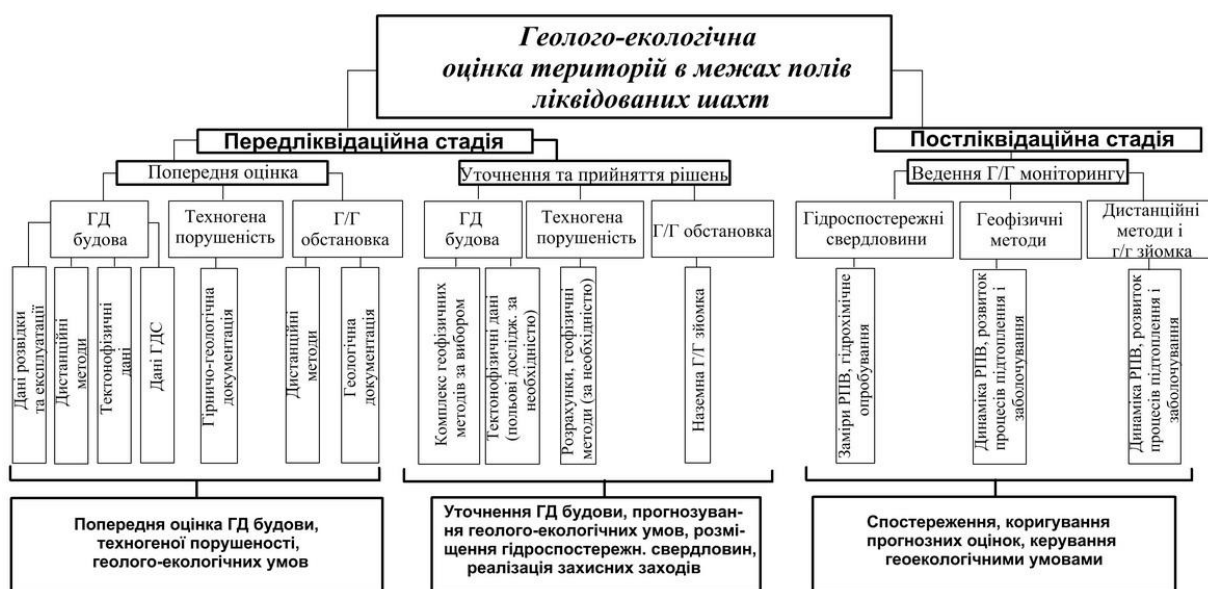 Геолого-екологічна
оцінка територій в межах полів
ліквідованих шахт
Передліквідаційна стадія
Постліквідаційна стадія
Попередня оцінка
Уточнення та прийняття рішень
Ведення Г/Г моніторингу
ГД
будова
Техногена
порушеність
Г/Г
обстановка
ГД
будова
Техногена
порушеність
Г/Г обстановка
Гідроспостережні
свердловини
Геофізичні
методи
Дистанційні
методи і
г/г зйомка
Дані розвідки
та експлуатації
Дистанційні
методи
Тектонофізичні
дані
Дані ГДС
Гірничо-геологічна
документація
Дистанційні
методи
Геологічна
документація
Комплекс геофізичних
методів за вибором
Тектонофізичні дані
(польові дослідж. за
необхідністю)
Розрахунки, геофізичні
методи (за необхідністю)
Наземна Г/Г зйомка
Заміри РПВ, гідрохімічне
опробування
Динаміка РПВ, розвиток
процесів підтоплення і
заболочування
Динаміка РПВ, розвиток
процесів підтоплення і
заболочування
Попередня оцінка ГД будови,
техногеної порушеності,
геолого-екологічних умов
Уточнення ГД будови, прогнозуван-
ня геолого-екологічних умов, розмі-
щення гідроспостережн. свердловин,
реалізація захисних заходів
Спостереження, коригування
прогнозних оцінок, керування
геоекологічними умовами